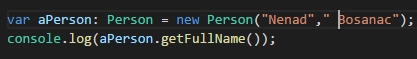 var aPerson: Person = new Person("Nenad"," Bosanac");
console.log(aPerson.getFullName());